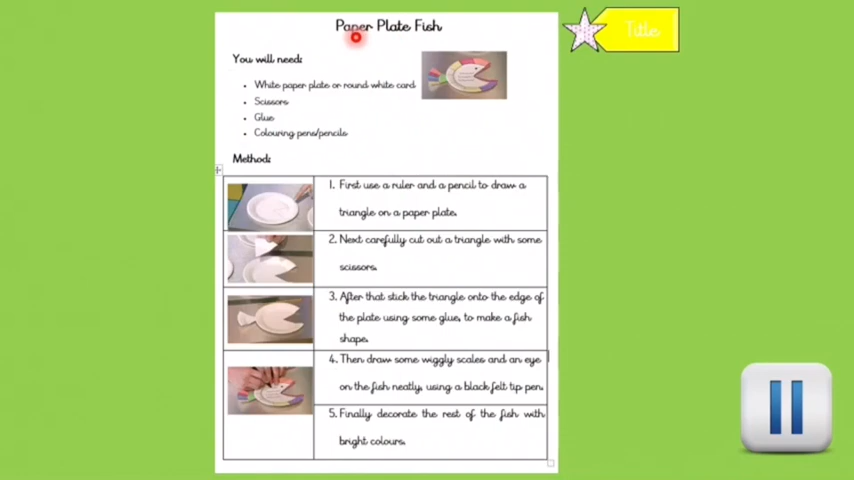 Paper Plate Fish
Title
You will need:
• White paper plate or round white card
• Scissors
• Glue
• Colouring pens/pencils
Method:
1. First use a ruler and a pencil to draw a
triangle on a paper plate.
2. Next carefully cut out a triangle with some
scissors.
3. After that stick the triangle onto the edge of
the plate using some glue, to make a fish
shape.
4. Then draw some wiggly scales and an eye
on the fish neatly, using a black felt tip pen.
5. Finally decorate the rest of the fish with
bright colours.